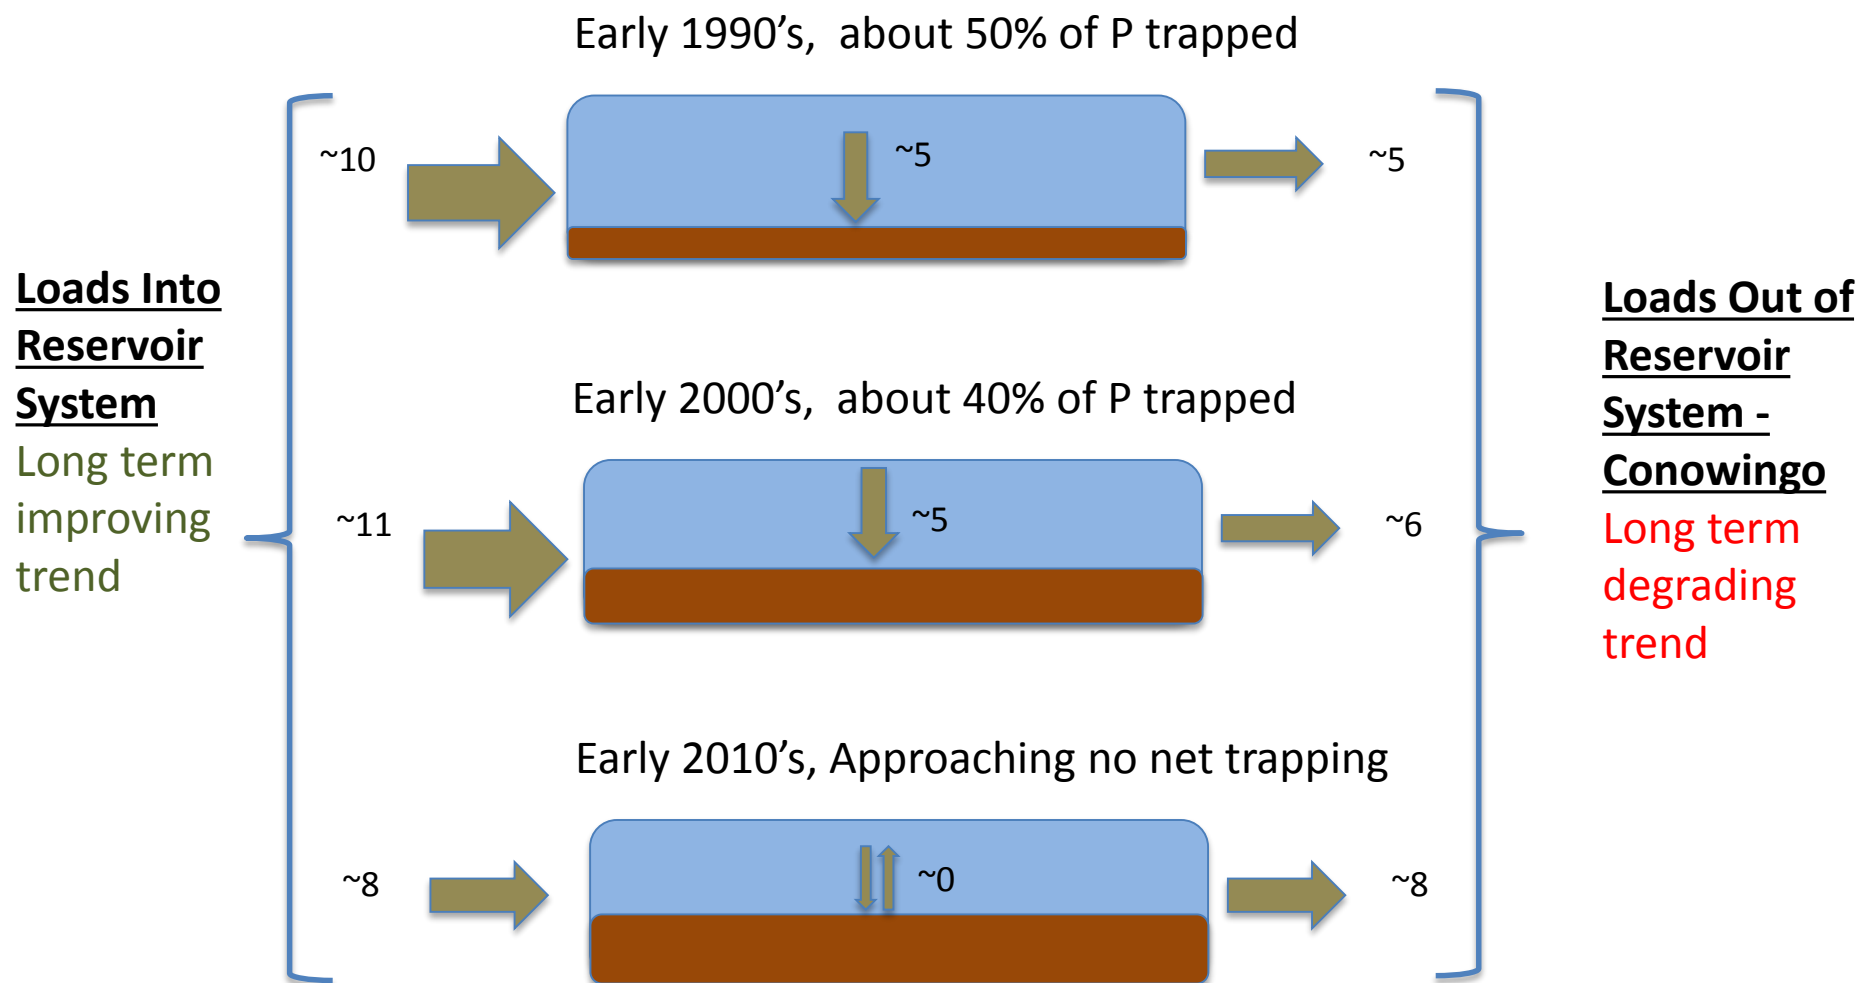 Early 1990’s,  about 50% of P trapped
~10
~5
~5
Loads Into
Reservoir
System
Long term
improving
trend
Early 2000’s,  about 40% of P trapped
~11
~5
~6
Loads Out of
Reservoir
System -
Conowingo
Long term
degrading
trend
Early 2010’s, Approaching no net trapping
~8
~0
~8